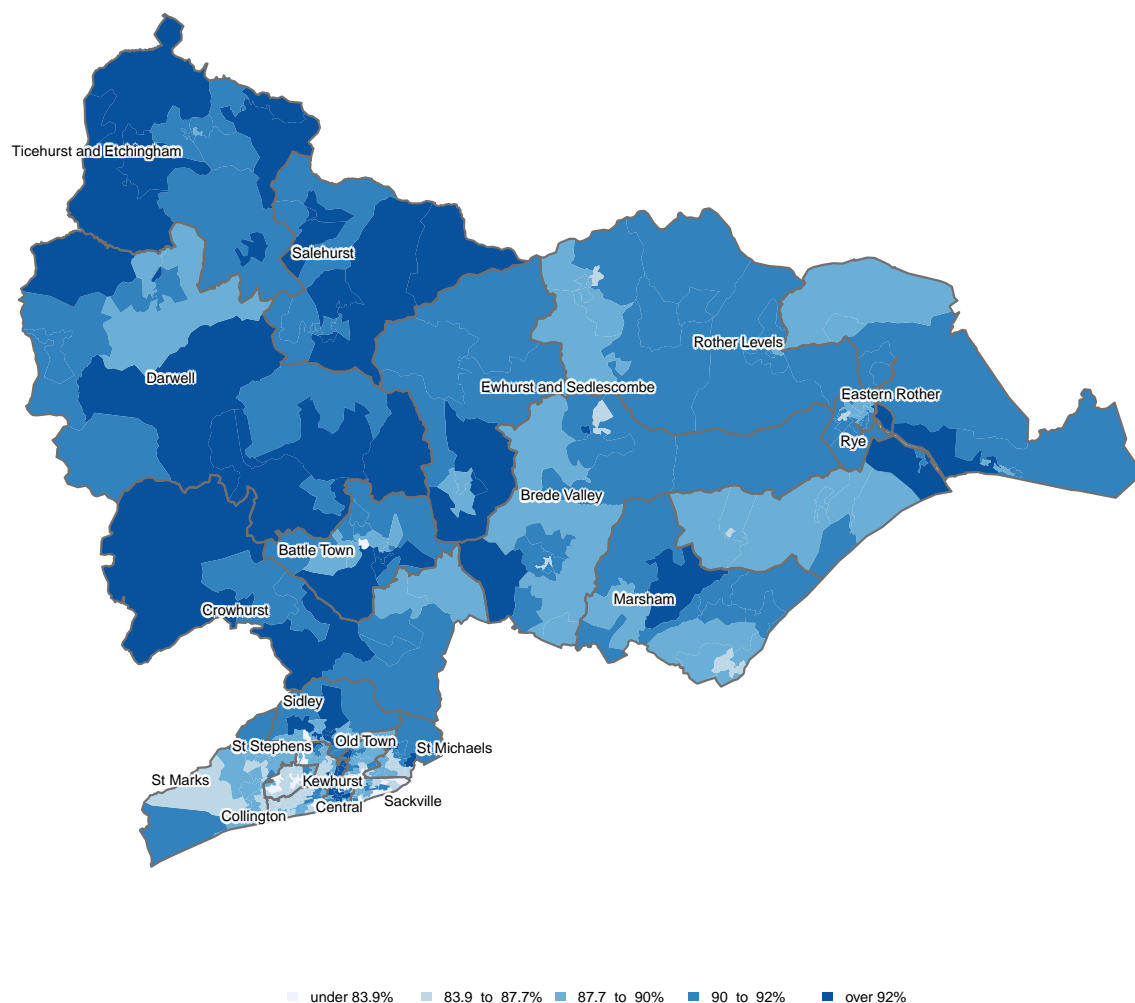 Ticehurst and Etchingham
Salehurst
Rother Levels
Darwell
Ewhurst and Sedlescombe
Eastern Rother
Rye
Brede Valley
Battle Town
Marsham
Crowhurst
Sidley
St Stephens
Old Town
St Michaels
St Marks
Kewhurst
Sackville
Central
Collington
under 83.9%
83.9 to 87.7%
87.7 to 90%
90 to 92%
over 92%